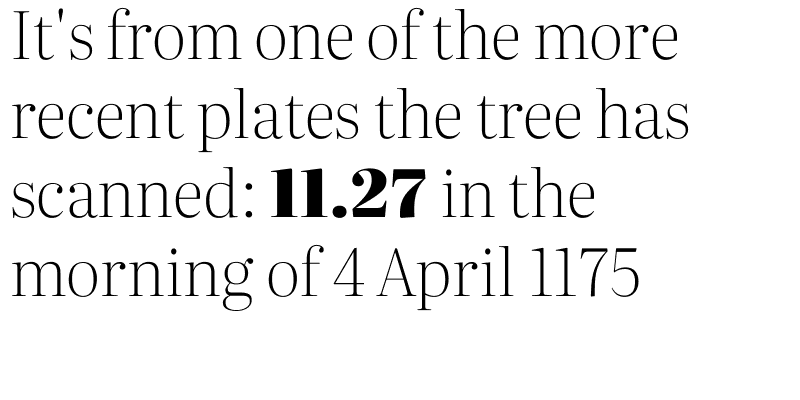 It's from one of the more
recent plates the tree has
scanned: 11.27 in the
morning of 4 April 1175